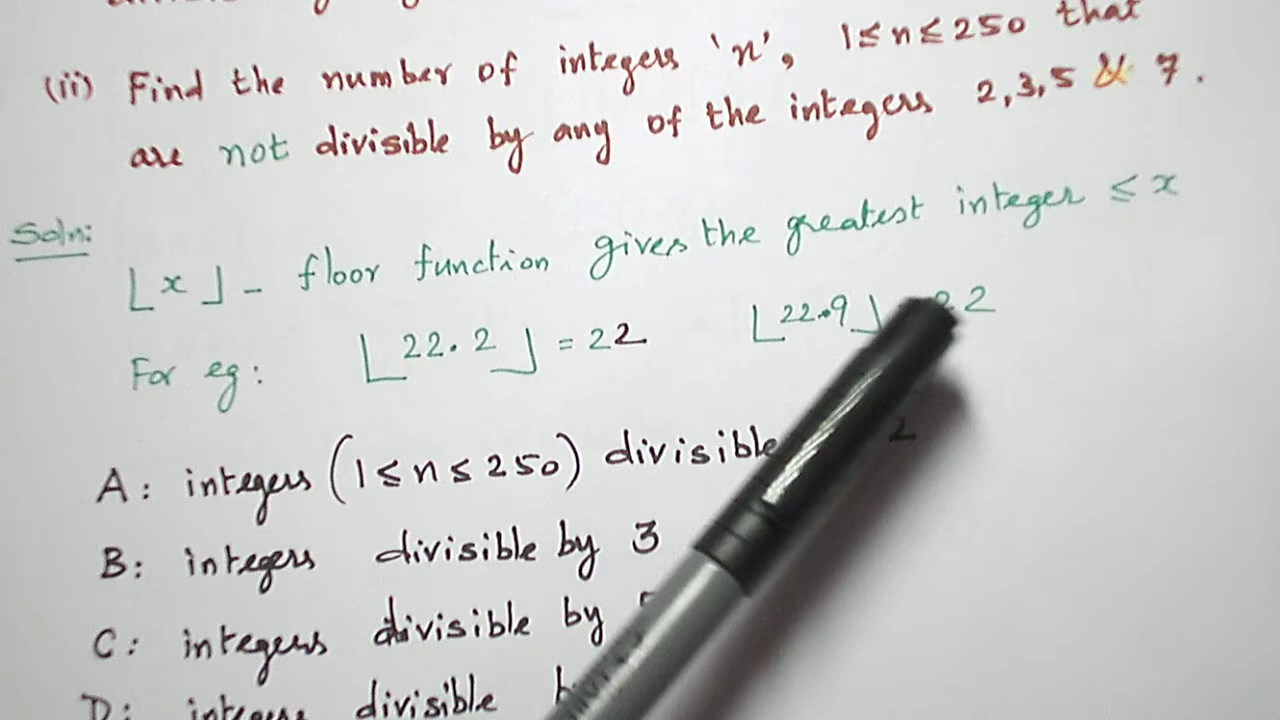 (ii) Find the number of integers 'n', 1 ≤ n ≤ 250 that
are not divisible by any of the integers 2, 3, 5 & 7.
Soln:
⌊x⌋ - floor function gives the greatest integer ≤ x
For eg: ⌊22.2⌋ = 22 ⌊22.9⌋ 22
A: integers (1 ≤ n ≤ 250) divisible 2
B: integers divisible by 3
C: integers divisible by
D: integers divisible